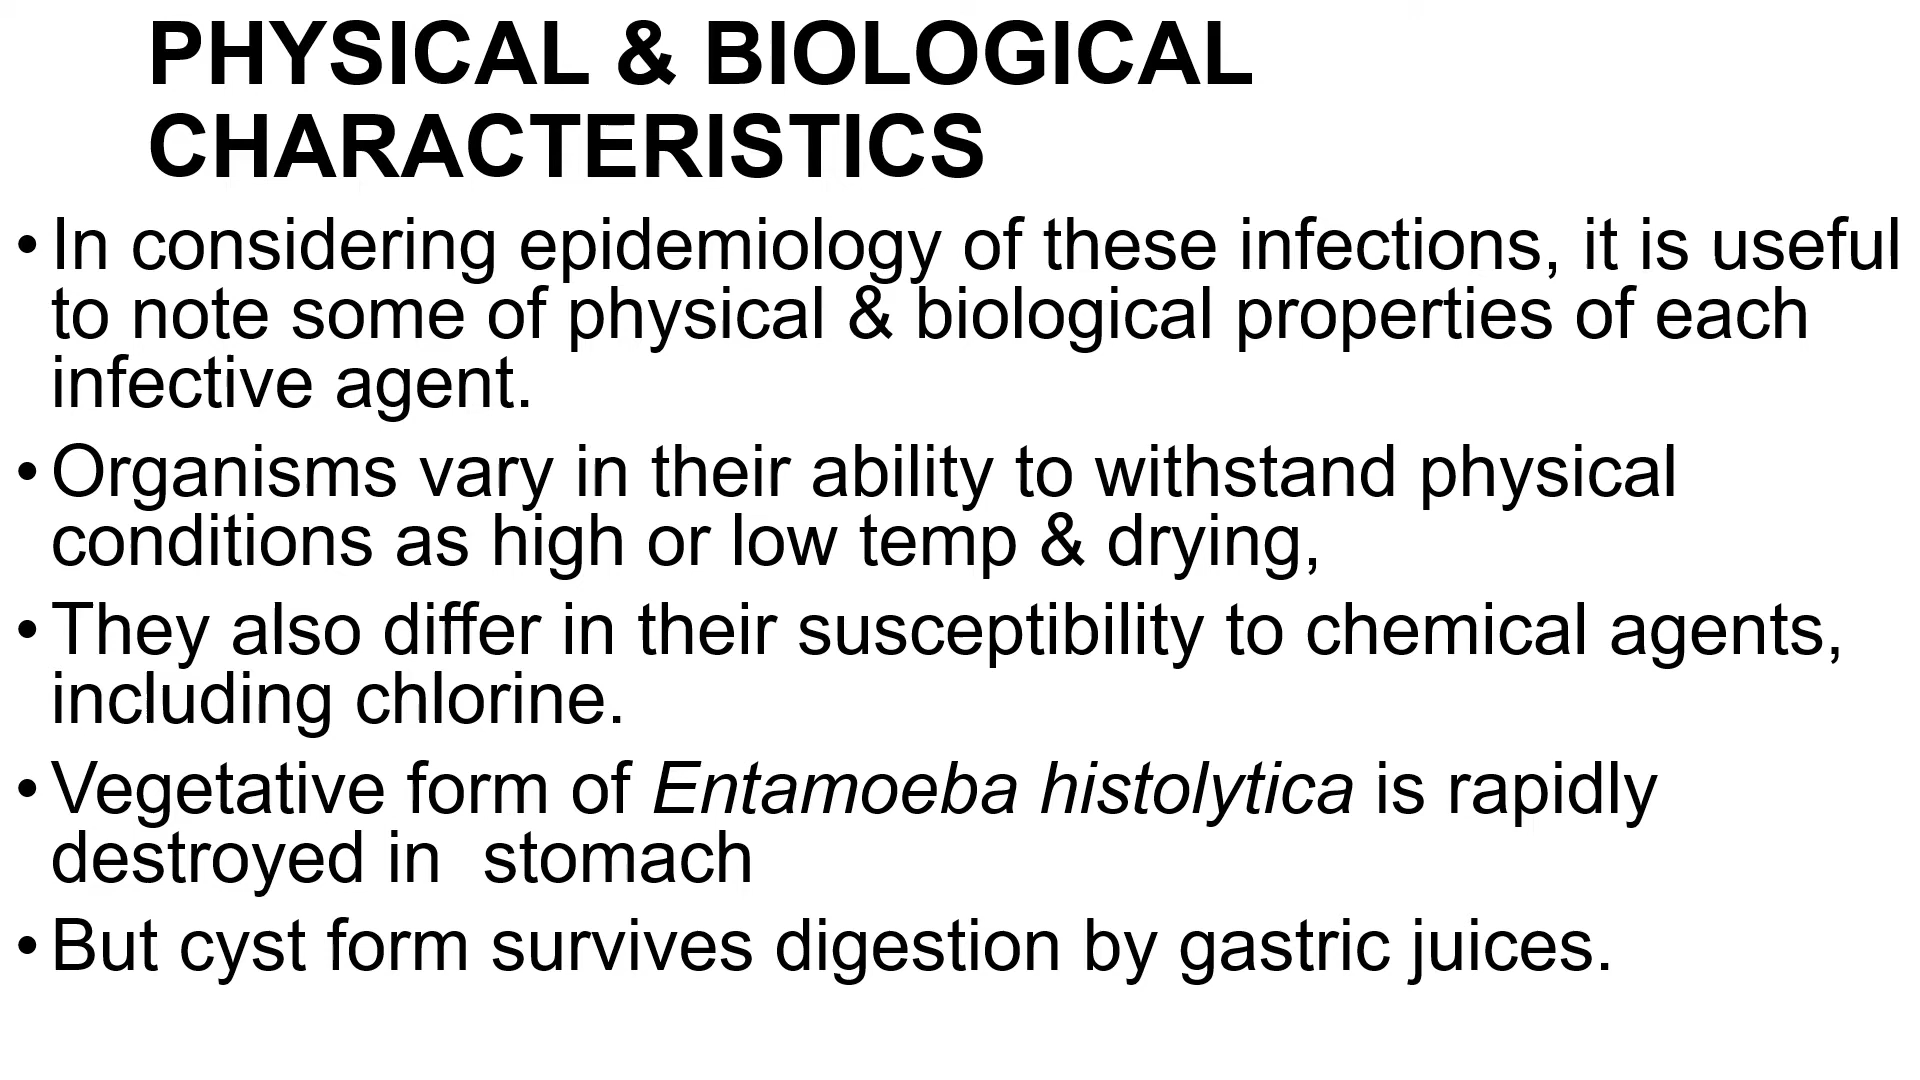 PHYSICAL & BIOLOGICAL
CHARACTERISTICS
• In considering epidemiology of these infections, it is useful
to note some of physical & biological properties of each
infective agent.
• Organisms vary in their ability to withstand physical
conditions as high or low temp & drying,
• They also differ in their susceptibility to chemical agents,
including chlorine.
• Vegetative form of Entamoeba histolytica is rapidly
destroyed in  stomach
• But cyst form survives digestion by gastric juices.